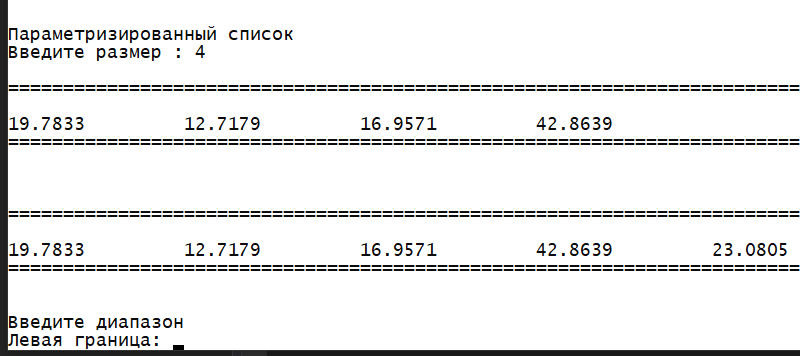 Параметризированный список
Введите размер : 4
========================================================================
19.7833 12.7179 16.9571 42.8639
========================================================================
========================================================================
19.7833 12.7179 16.9571 42.8639 23.0805
========================================================================
Введите диапазон
Левая граница: